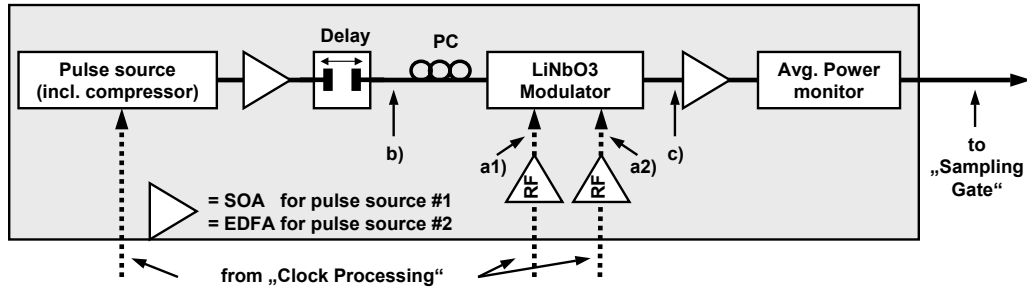 Delay
PC
Pulse source
(incl. compressor)
LiNbO3
Modulator
Avg. Power
monitor
b)
a1)
a2)
c)
RF
RF
to
„Sampling
Gate“
= SOA for pulse source #1
= EDFA for pulse source #2
from „Clock Processing“